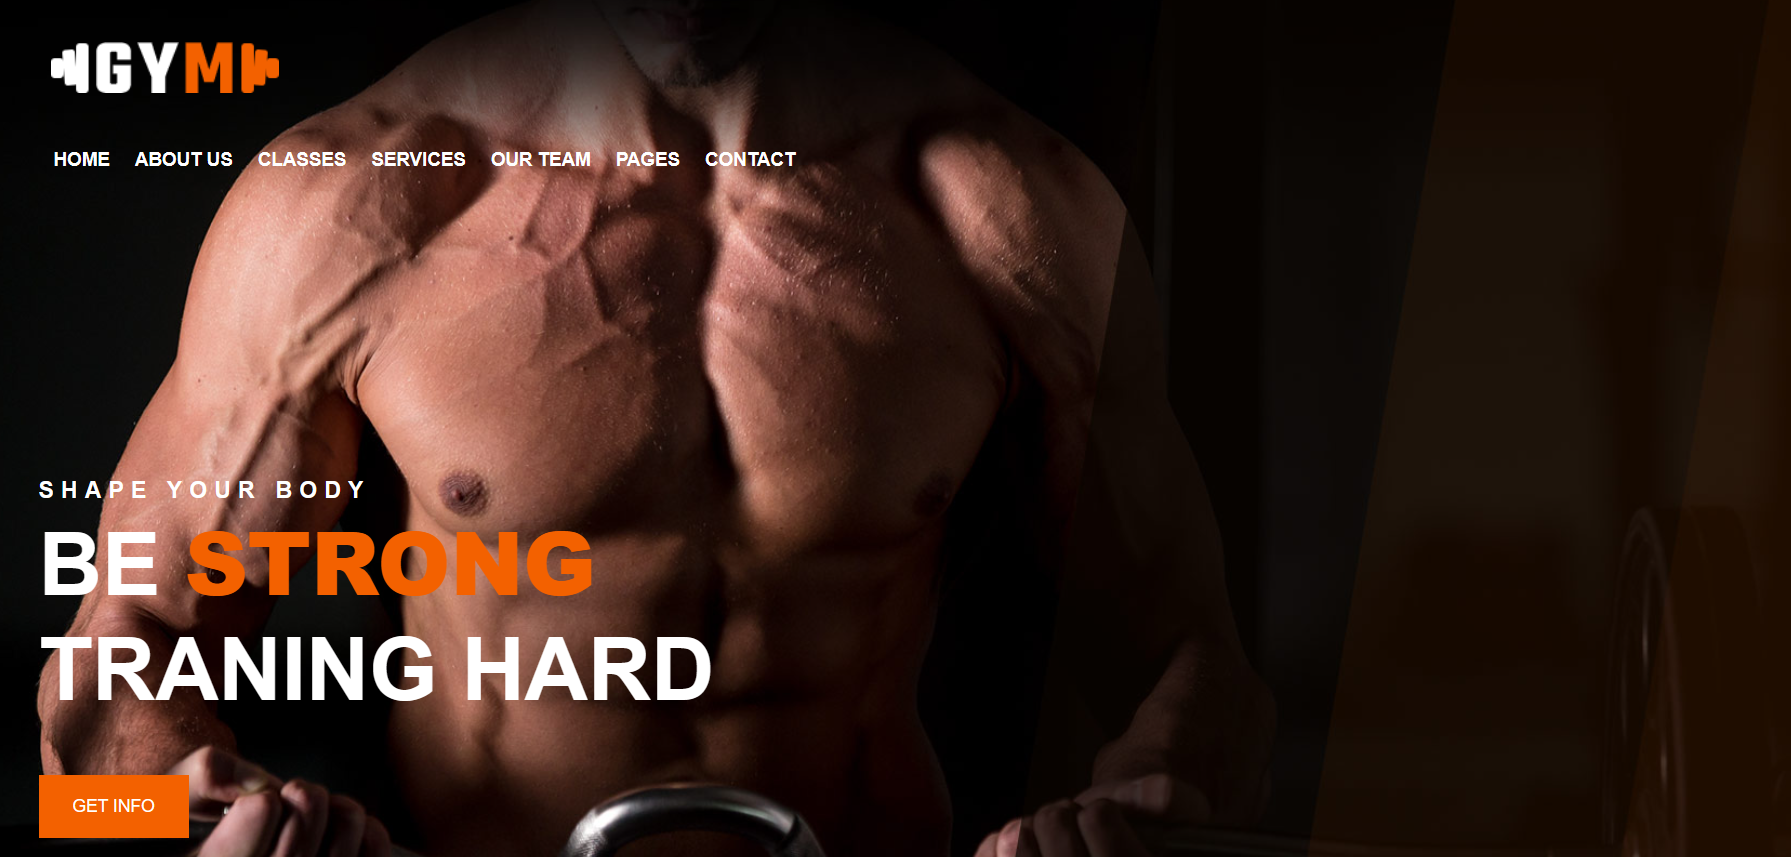 GYM
HOME ABOUT US CLASSES SERVICES OUR TEAM PAGES CONTACT
SHAPE YOUR BODY
BE STRONG
TRANING HARD
GET INFO